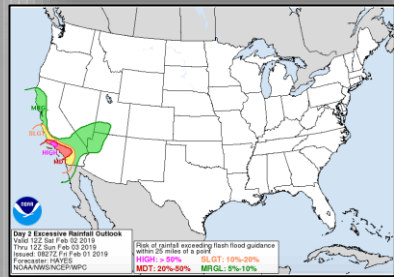 MRGL
SLGT
HIGH
MDT
NOAA
Day 2 Excessive Rainfall Outlook
Valid 12Z Sat Feb 02 2019
Thru 12Z Sun Feb 03 2019
Issued: 0827Z Fri Feb 01 2019
Forecaster: HAYES
NOAA/NWS/NCEP/WPC
Risk of rainfall exceeding flash flood guidance
within 25 miles of a point
HIGH: > 50% SLGT: 10%-20%
MDT: 20%-50% MRGL: 5%-10%